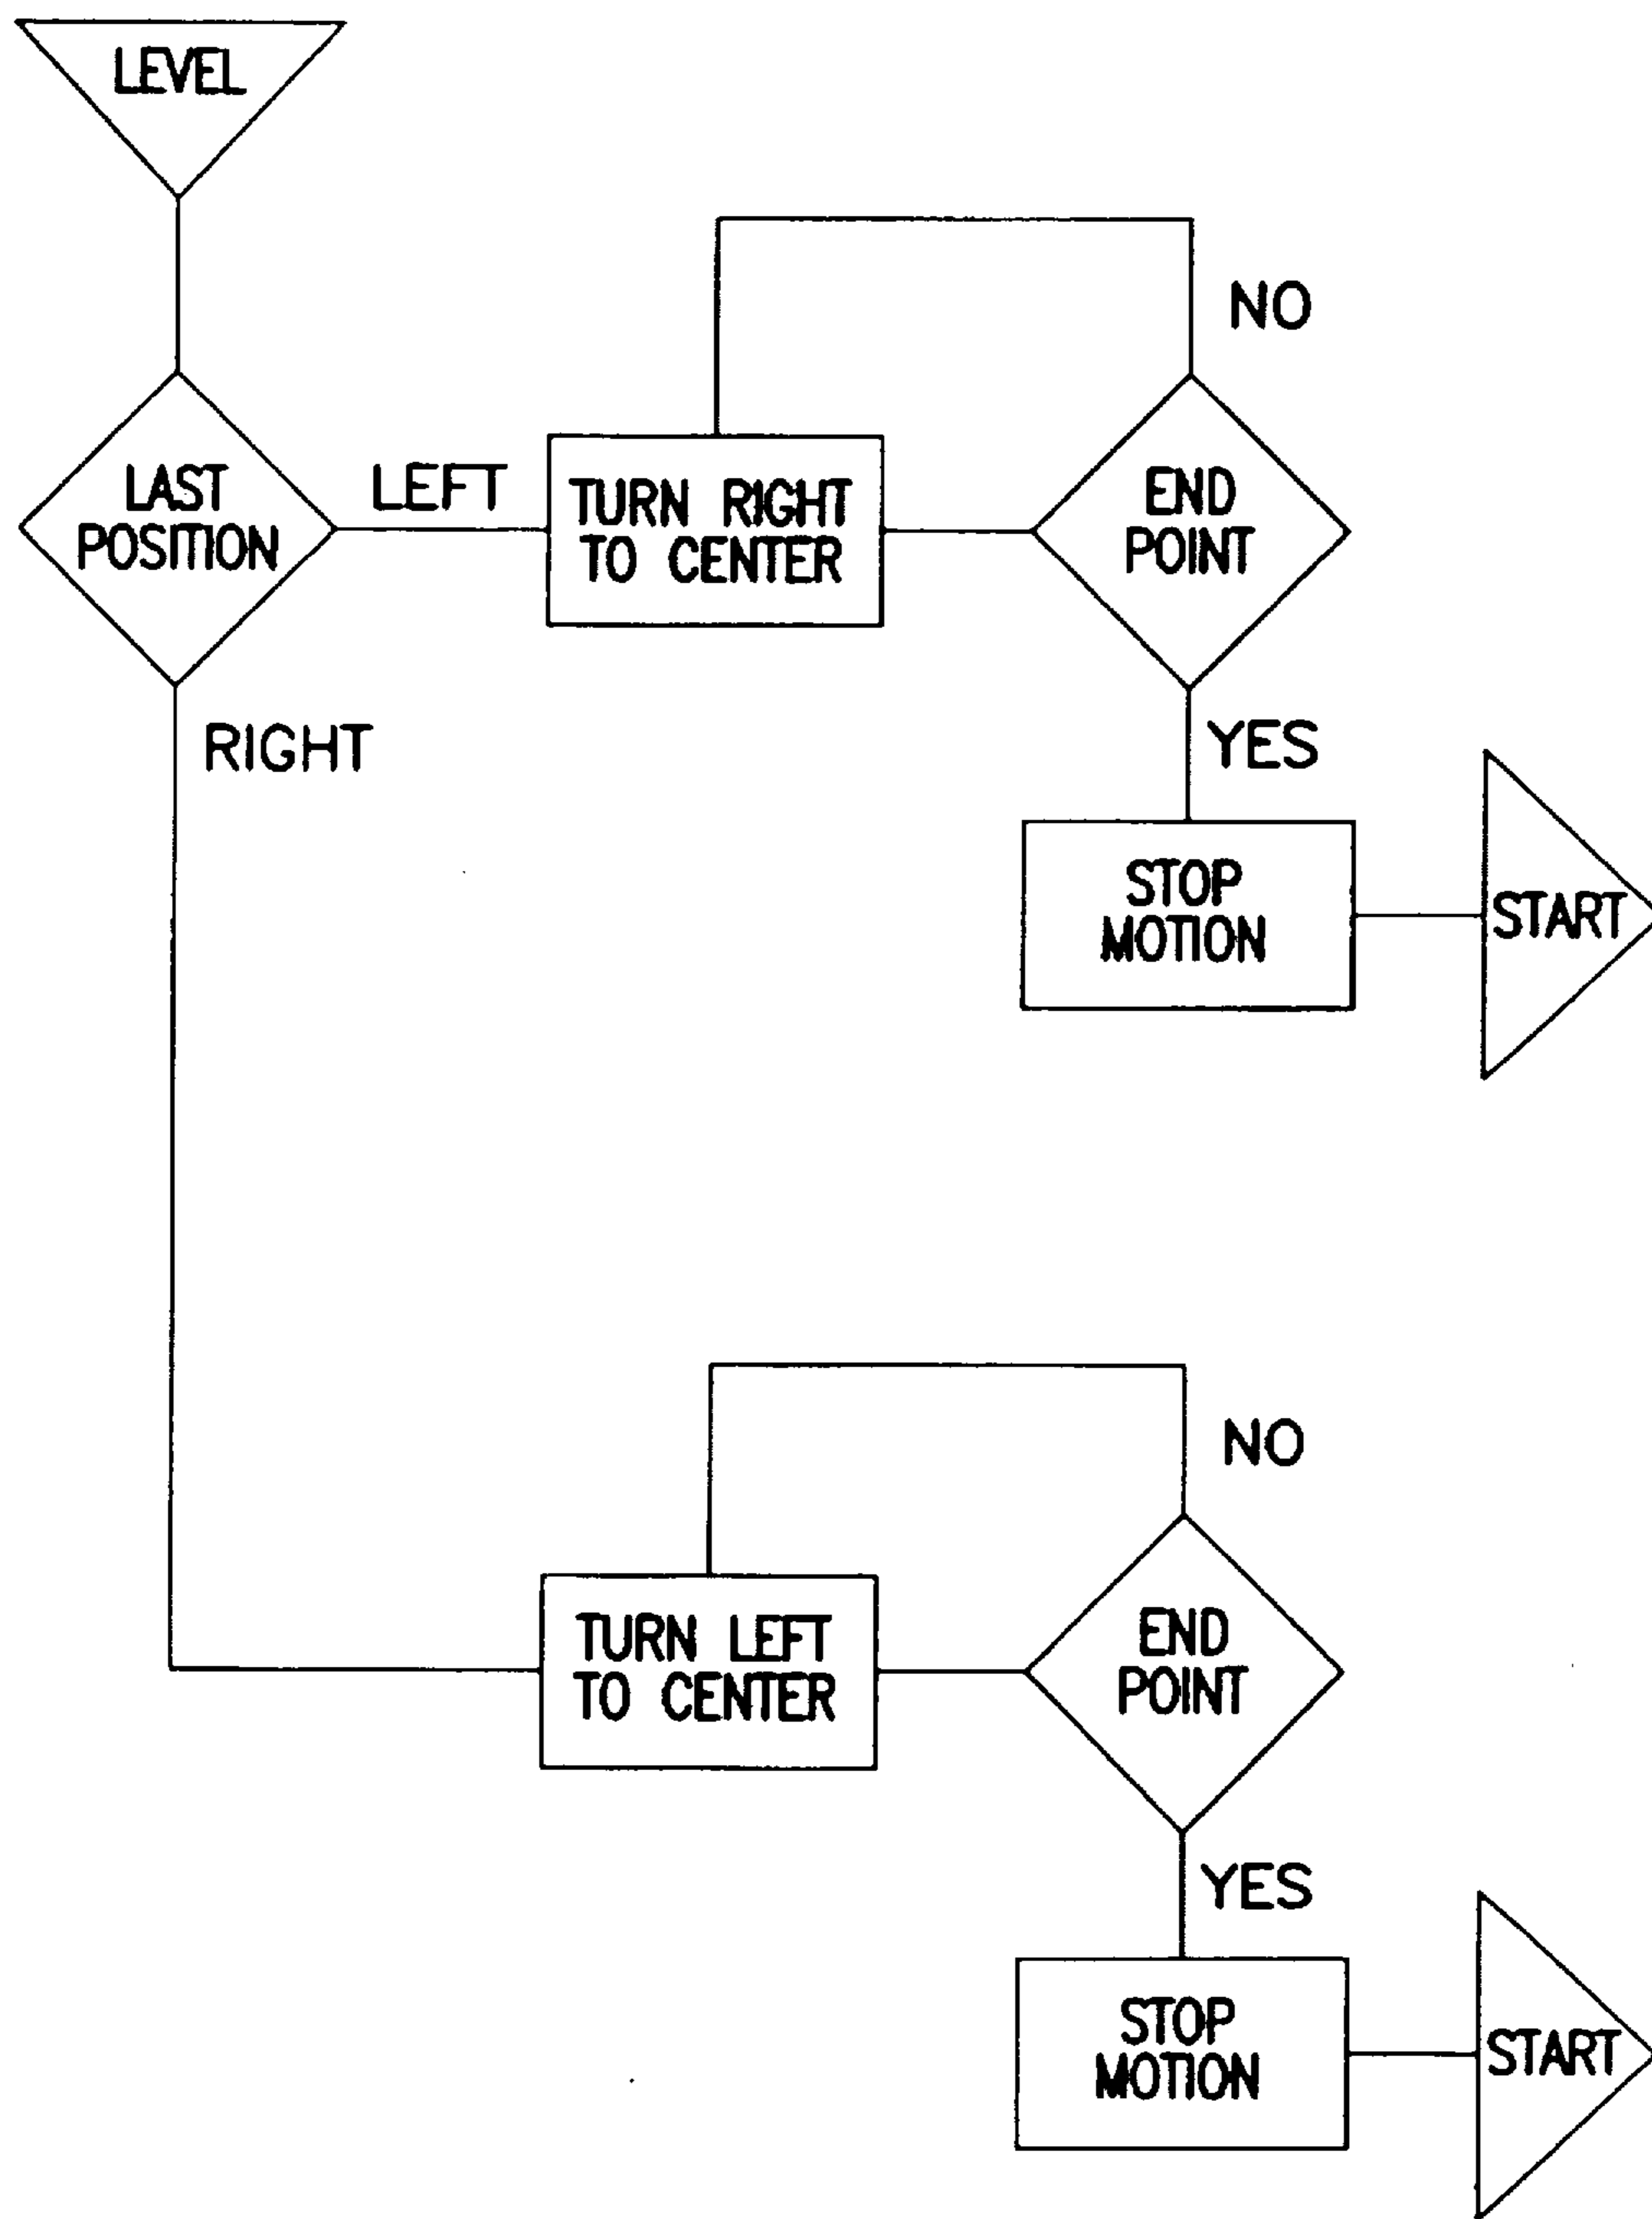 LEVEL
NO
LAST
POSITION
LEFT
TURN RIGHT
TO CENTER
END
POINT
RIGHT
YES
STOP
MOTION
START
NO
TURN LEFT
TO CENTER
END
POINT
YES
STOP
MOTION
START